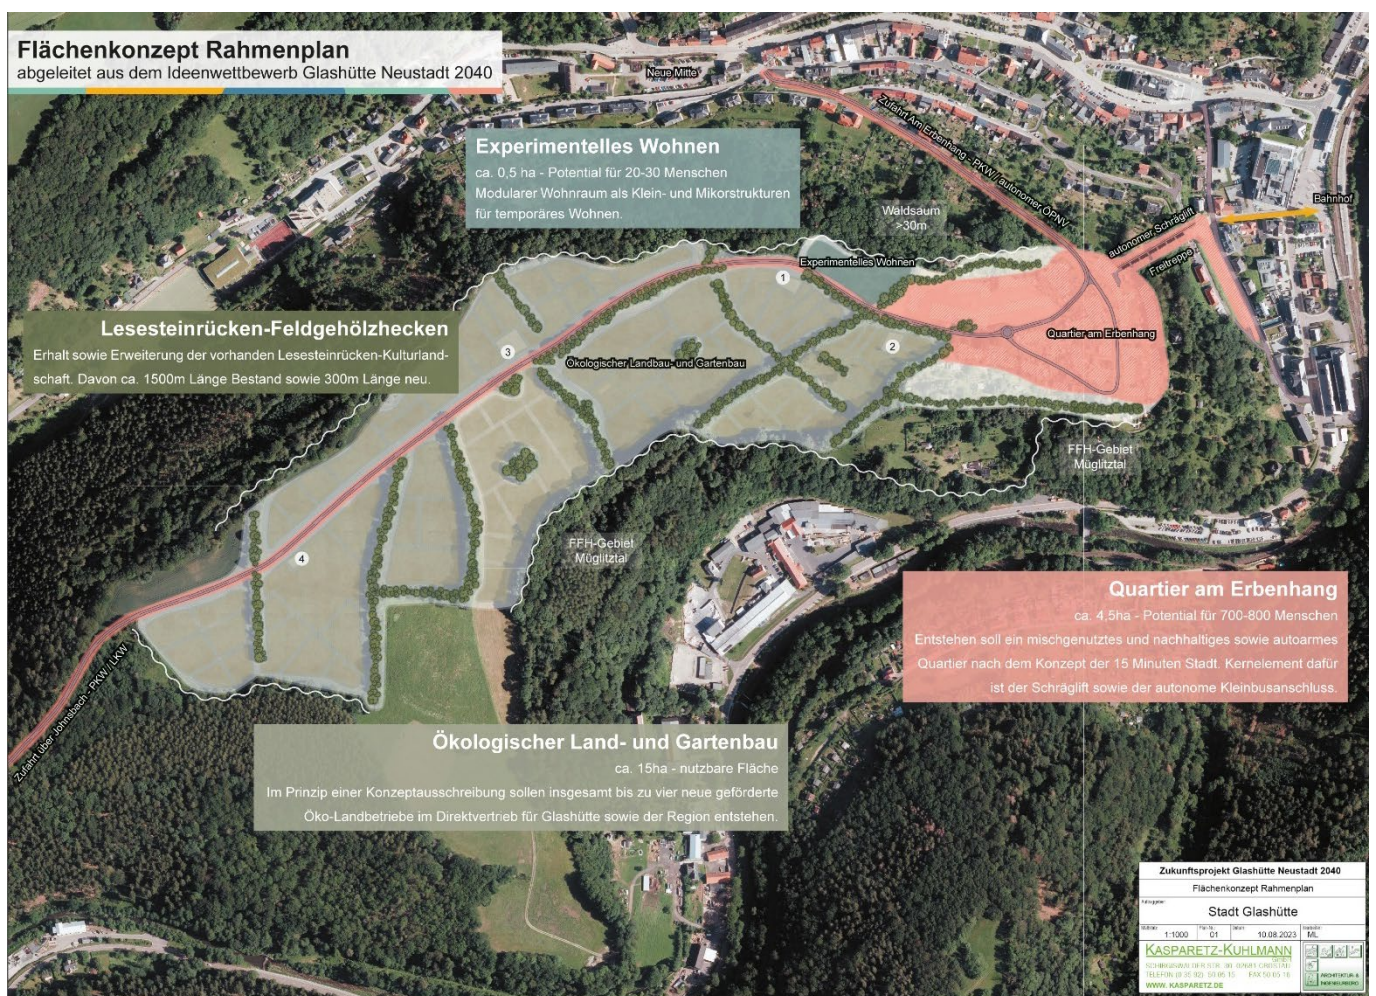 Flächenkonzept Rahmenplan
abgeleitet aus dem Ideenwettbewerb Glashütte Neustadt 2040
Neue Mitte
Zufahrt Am Erbenhang - PKW / autonomer ÖPNV
Experimentelles Wohnen
ca. 0,5 ha - Potential für 20-30 Menschen
Modularer Wohnraum als Klein- und Mikorstrukturen
für temporäres Wohnen.
Waldsaum
>30m
Bahnhof
autonomer Schräglift
Freitreppe
Experimentelles Wohnen
1
Lesesteinrücken-Feldgehölzhecken
Erhalt sowie Erweiterung der vorhanden Lesesteinrücken-Kulturland-
schaft. Davon ca. 1500m Länge Bestand sowie 300m Länge neu.
Quartier am Erbenhang
2
3
Ökologischer Landbau- und Gartenbau
FFH-Gebiet
Müglitztal
FFH-Gebiet
Müglitztal
4
Quartier am Erbenhang
ca. 4,5ha - Potential für 700-800 Menschen
Entstehen soll ein mischgenutztes und nachhaltiges sowie autoarmes
Quartier nach dem Konzept der 15 Minuten Stadt. Kernelement dafür
ist der Schräglift sowie der autonome Kleinbusanschluss.
Zufahrt über Johnsbach - PKW / LKW
Ökologischer Land- und Gartenbau
ca. 15ha - nutzbare Fläche
Im Prinzip einer Konzeptausschreibung sollen insgesamt bis zu vier neue geförderte
Öko-Landbetriebe im Direktvertrieb für Glashütte sowie der Region entstehen.
Zukunftsprojekt Glashütte Neustadt 2040
Flächenkonzept Rahmenplan
Stadt Glashütte
1:1000 01 10.08.2023 ML
KASPARETZ-KUHLMANN
WWW. KASPARETZ.DE
ARCHITEKTUR- &
INGENIEURBÜRO